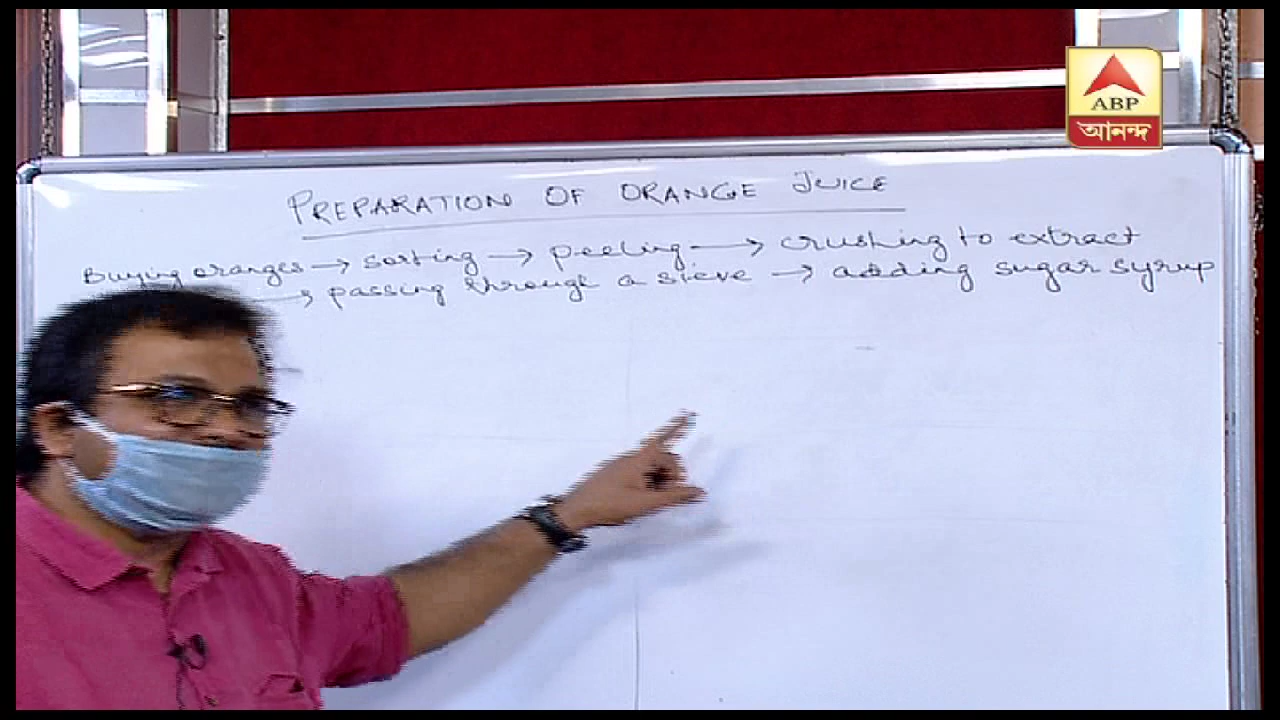 ABP
আনন্দ
PREPARATION OF ORANGE JUICE
Buying oranges → sorting → peeling → crushing to extract
→ passing through a sieve → adding sugar syrup